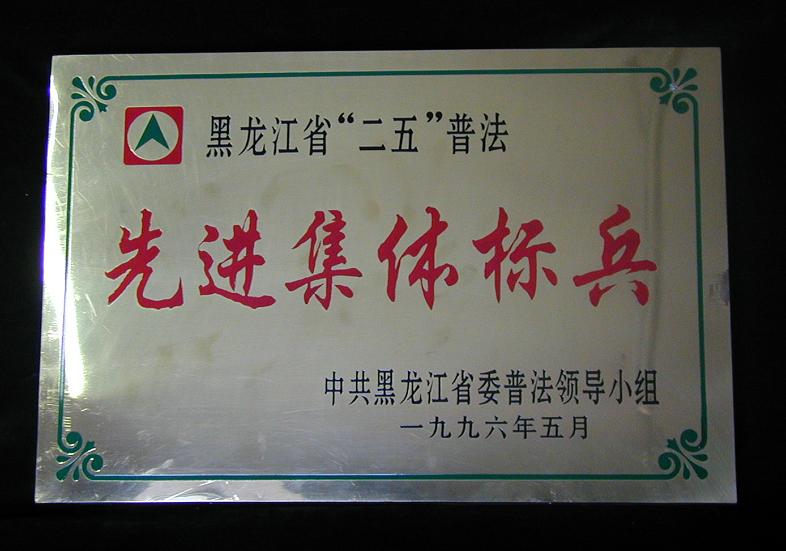 黑龙江省“二五”普法
先进集体标兵
中共黑龙江省委普法领导小组
一九九六年五月